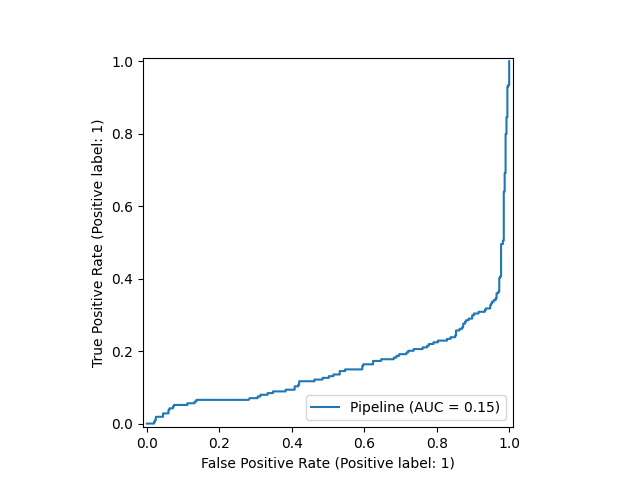 1.0
0.8
0.6
0.4
0.2
0.0
True Positive Rate (Positive label: 1)
Pipeline (AUC = 0.15)
0.0 0.2 0.4 0.6 0.8 1.0
False Positive Rate (Positive label: 1)